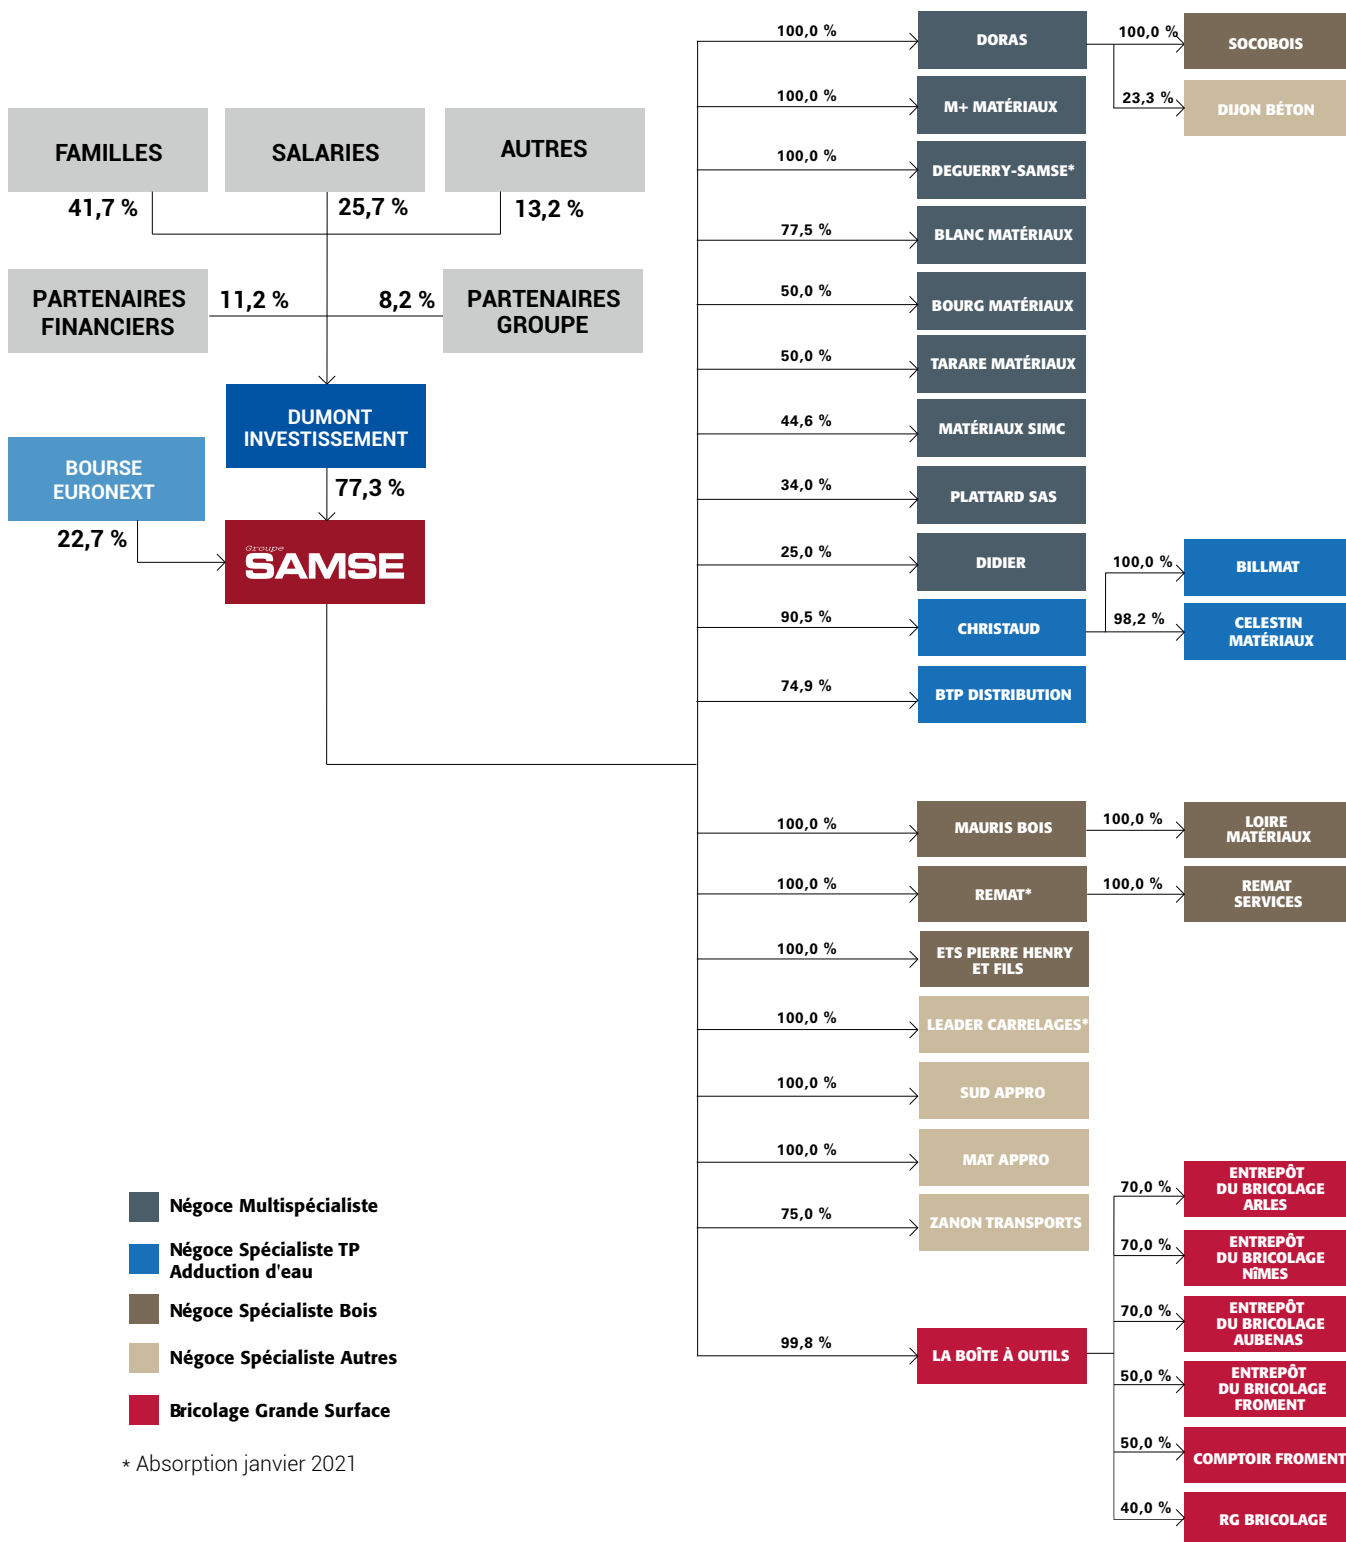 FAMILLES
41,7 %
SALARIES
25,7 %
AUTRES
13,2 %
PARTENAIRES
FINANCIERS
11,2 %
8,2 %
PARTENAIRES
GROUPE
DUMONT
INVESTISSEMENT
77,3 %
BOURSE
EURONEXT
22,7 %
Groupe
SAMSE
100,0 %
DORAS
100,0 %
SOCOBOIS
23,3 %
DIJON BÉTON
100,0 %
M+ MATÉRIAUX
100,0 %
DEGUERRY-SAMSE*
77,5 %
BLANC MATÉRIAUX
50,0 %
BOURG MATÉRIAUX
50,0 %
TARARE MATÉRIAUX
44,6 %
MATÉRIAUX SIMC
34,0 %
PLATTARD SAS
25,0 %
DIDIER
90,5 %
CHRISTAUD
100,0 %
BILLMAT
98,2 %
CELESTIN
MATÉRIAUX
74,9 %
BTP DISTRIBUTION
100,0 %
MAURIS BOIS
100,0 %
LOIRE
MATÉRIAUX
100,0 %
REMAT*
100,0 %
REMAT
SERVICES
100,0 %
ETS PIERRE HENRY
ET FILS
100,0 %
LEADER CARRELAGES*
100,0 %
SUD APPRO
100,0 %
MAT APPRO
75,0 %
ZANON TRANSPORTS
99,8 %
LA BOÎTE À OUTILS
70,0 %
ENTREPÔT
DU BRICOLAGE
ARLES
70,0 %
ENTREPÔT
DU BRICOLAGE
NÎMES
70,0 %
ENTREPÔT
DU BRICOLAGE
AUBENAS
50,0 %
ENTREPÔT
DU BRICOLAGE
FROMENT
50,0 %
COMPTOIR FROMENT
40,0 %
RG BRICOLAGE
Négoce Multispécialiste
Négoce Spécialiste TP
Adduction d'eau
Négoce Spécialiste Bois
Négoce Spécialiste Autres
Bricolage Grande Surface
* Absorption janvier 2021